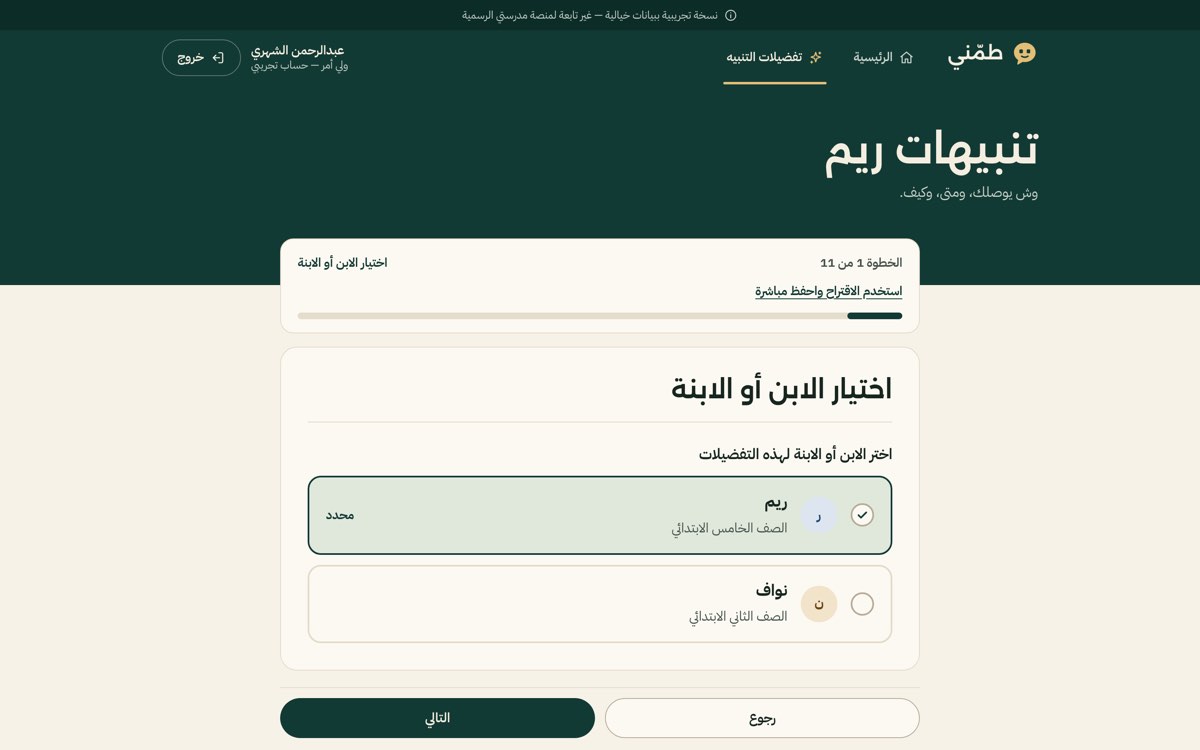 نسخة تجريبية ببيانات خيالية — غير تابعة لمنصة مدرستي الرسمية
طمّني
الرئيسية
تفضيلات التنبيه
عبدالرحمن الشهري
ولي أمر — حساب تجريبي
خروج
تنبيهات ريم
وش يوصلك، ومتى، وكيف.
الخطوة 1 من 11
اختيار الابن أو الابنة
استخدم الاقتراح واحفظ مباشرة
اختيار الابن أو الابنة
اختر الابن أو الابنة لهذه التفضيلات
ر
ريم
الصف الخامس الابتدائي
محدد
ن
نواف
الصف الثاني الابتدائي
رجوع
التالي